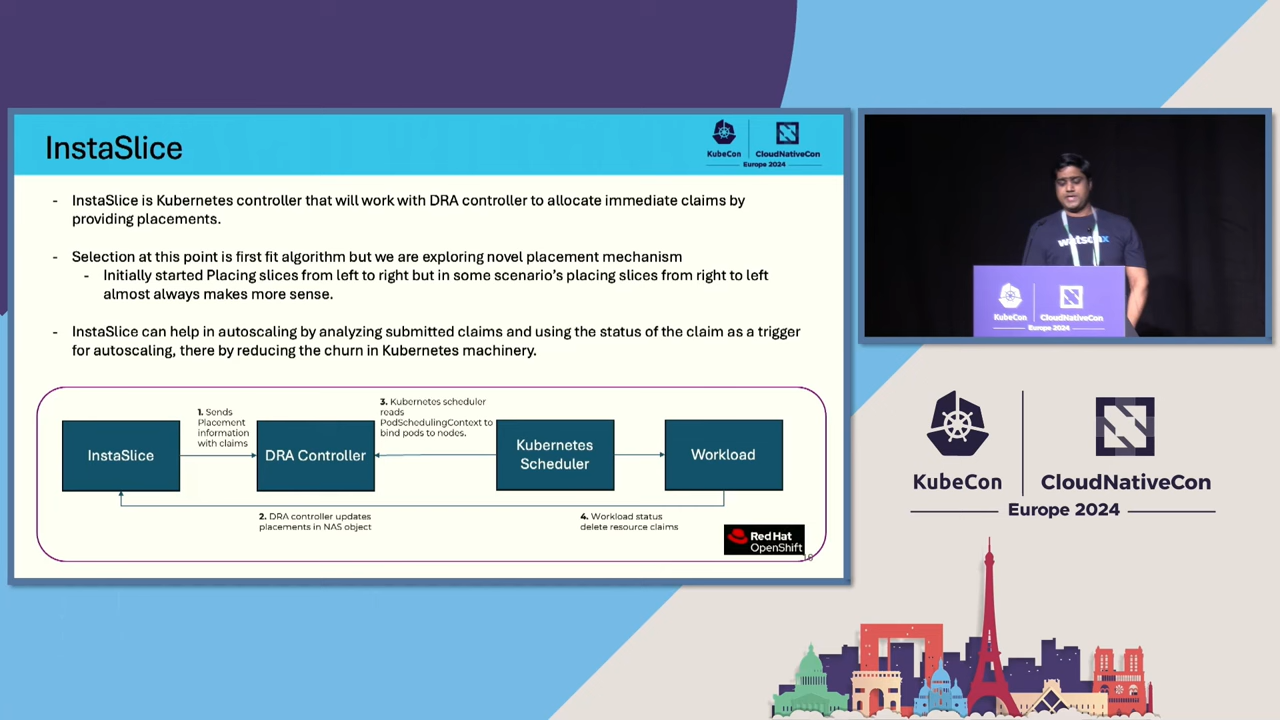 InstaSlice
KubeCon
CloudNativeCon
Europe 2024
- InstaSlice is Kubernetes controller that will work with DRA controller to allocate immediate claims by
providing placements.
- Selection at this point is first fit algorithm but we are exploring novel placement mechanism
- Initially started Placing slices from left to right but in some scenario's placing slices from right to left
almost always makes more sense.
- InstaSlice can help in autoscaling by analyzing submitted claims and using the status of the claim as a trigger
for autoscaling, there by reducing the churn in Kubernetes machinery.
1. Sends
Placement
information
with claims
3. Kubernetes scheduler
reads
PodSchedulingContext to
bind pods to nodes.
InstaSlice
DRA Controller
Kubernetes
Scheduler
Workload
2. DRA controller updates
placements in NAS object
4. Workload status
delete resource claims
Red Hat
OpenShift
watsonx
KubeCon
CloudNativeCon
Europe 2024
KubeCon
CloudNativeCon
Europe 2024